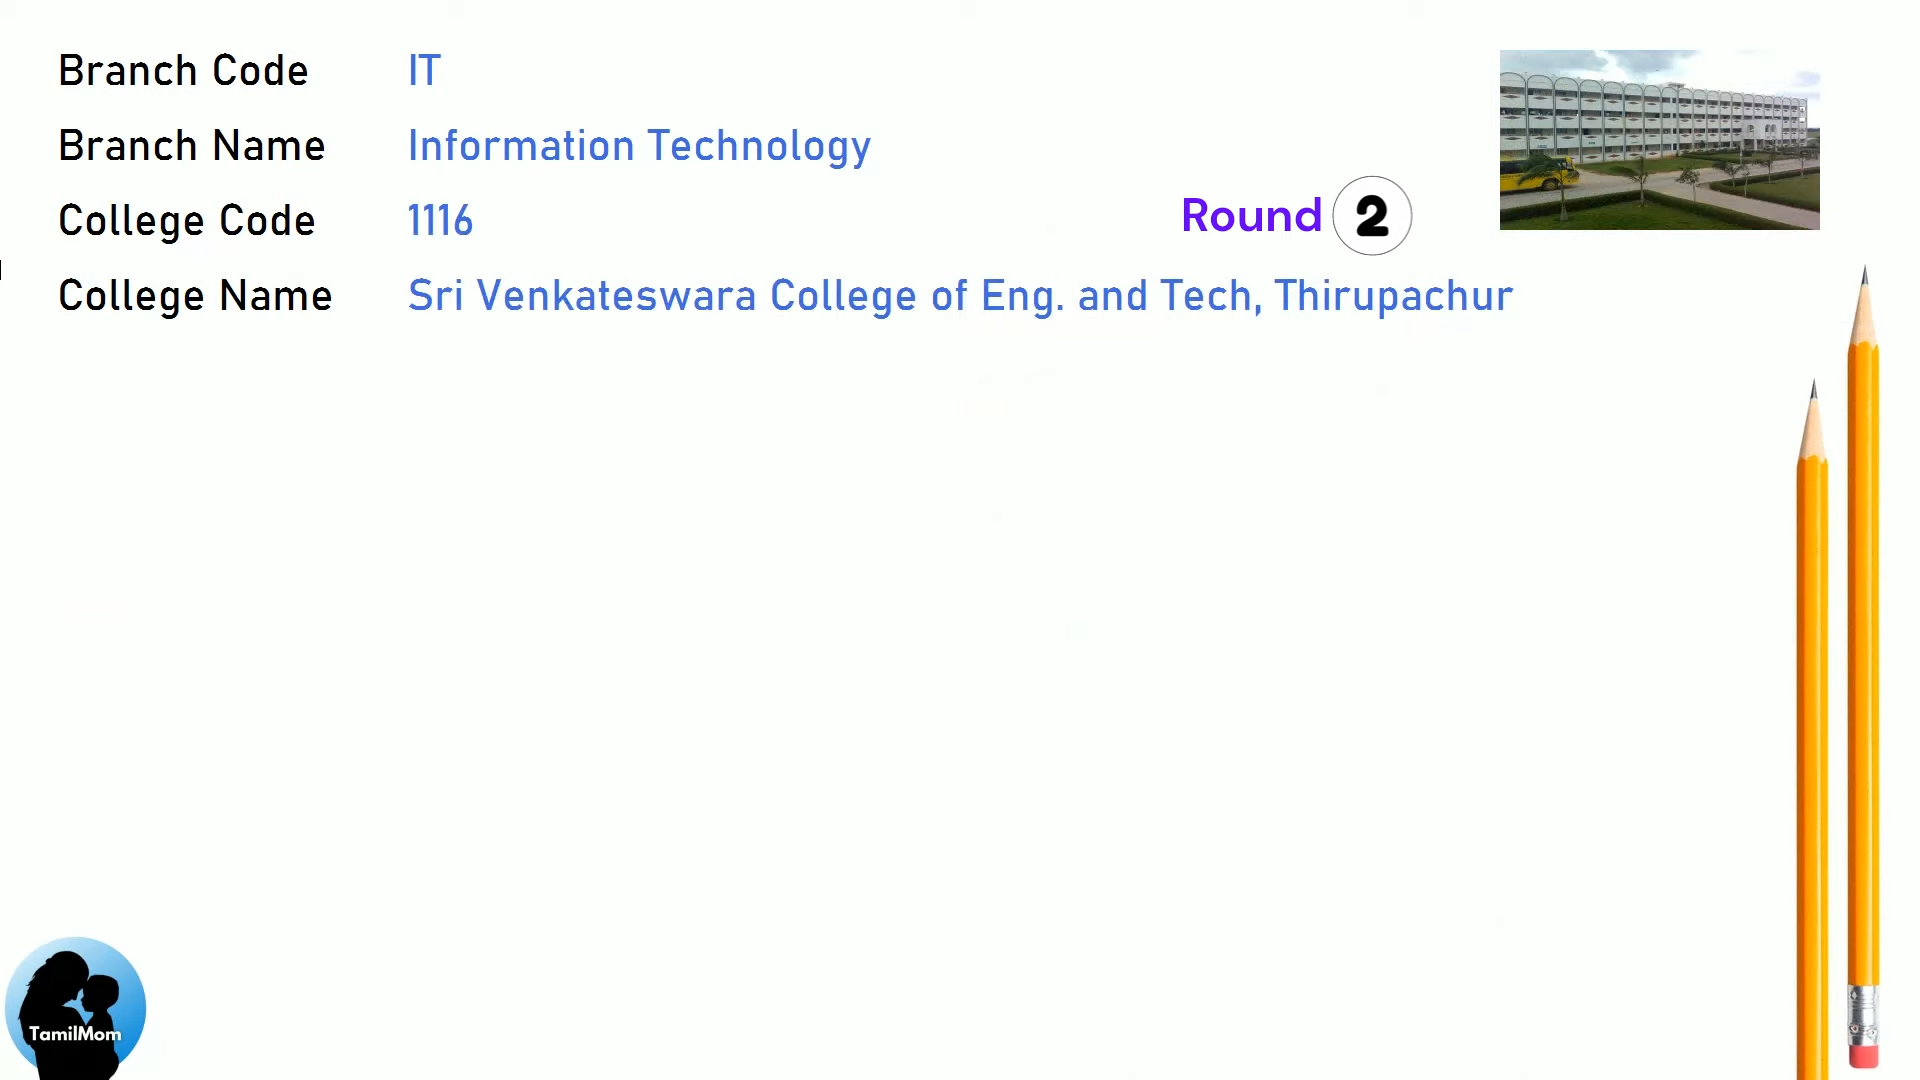 Branch Code IT
Branch Name Information Technology
College Code 1116
Round 2
College Name Sri Venkateswara College of Eng. and Tech, Thirupachur
TamilMom